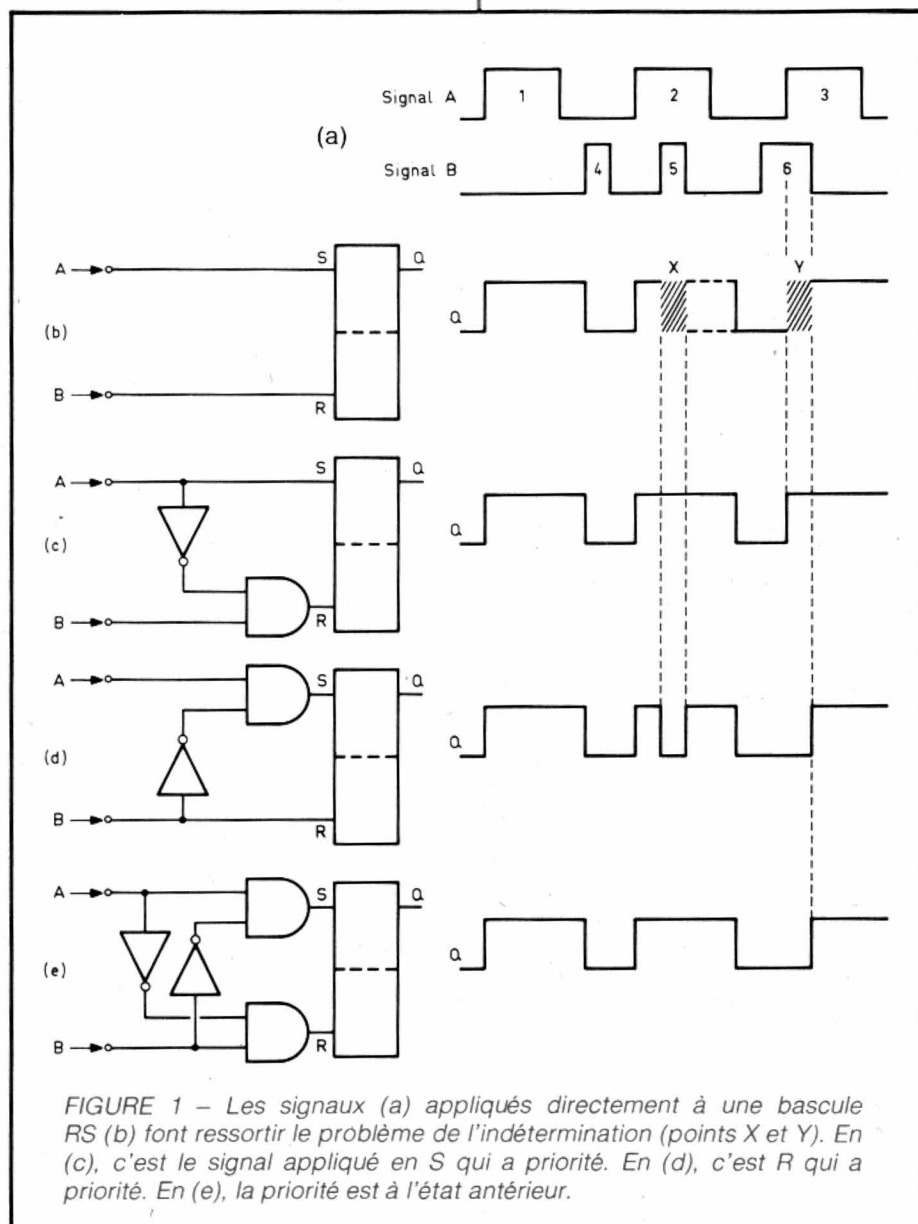 Signal A 1 2 3
(a)
Signal B 4 5 6
A S Q X Y
(b) Q
B R
A S Q
(c) Q
B R
A S Q
(d) Q
B R
A S Q
(e) Q
B R
FIGURE 1 – Les signaux (a) appliqués directement à une bascule
RS (b) font ressortir le problème de l'indétermination (points X et Y). En
(c), c'est le signal appliqué en S qui a priorité. En (d), c'est R qui a
priorité. En (e), la priorité est à l'état antérieur.